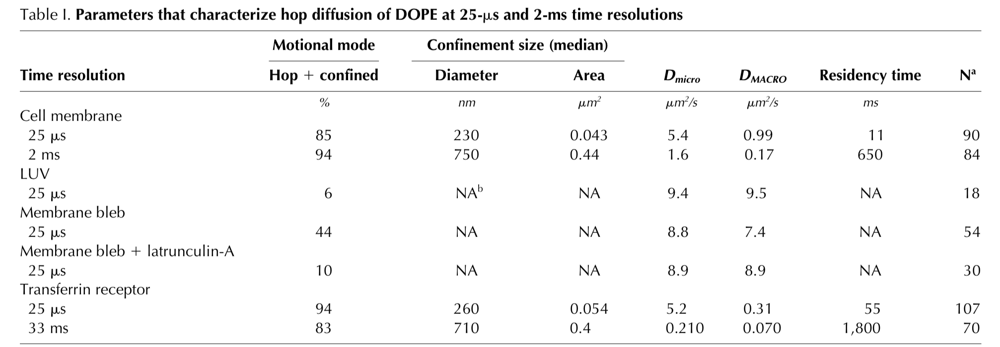 Table I. Parameters that characterize hop diffusion of DOPE at 25-μs and 2-ms time resolutions
Motional mode Confinement size (median)
Time resolution Hop + confined Diameter Area Dmicro DMACRO Residency time Nᵃ
% nm μm² μm²/s μm²/s ms
Cell membrane
25 μs 85 230 0.043 5.4 0.99 11 90
2 ms 94 750 0.44 1.6 0.17 650 84
LUV
25 μs 6 NAᵇ NA 9.4 9.5 NA 18
Membrane bleb
25 μs 44 NA NA 8.8 7.4 NA 54
Membrane bleb + latrunculin-A
25 μs 10 NA NA 8.9 8.9 NA 30
Transferrin receptor
25 μs 94 260 0.054 5.2 0.31 55 107
33 ms 83 710 0.4 0.210 0.070 1,800 70